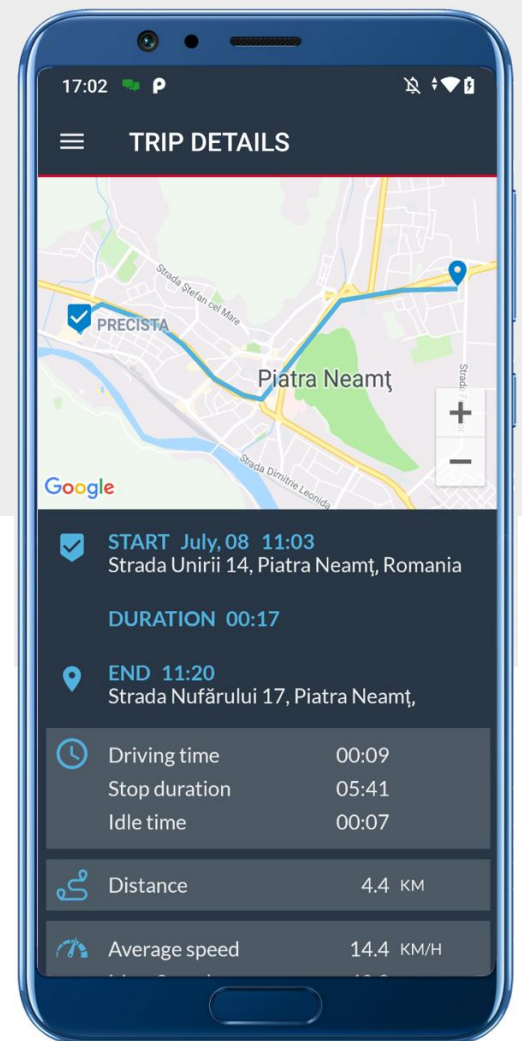 17:02
TRIP DETAILS
Strada Ștefan cel Mare
PRECISTA
Piatra Neamț
Strada Dimitrie Leonida
+
−
Google
START July, 08 11:03
Strada Unirii 14, Piatra Neamţ, Romania
DURATION 00:17
END 11:20
Strada Nufărului 17, Piatra Neamţ,
Driving time 00:09
Stop duration 05:41
Idle time 00:07
Distance 4.4 KM
Average speed 14.4 KM/H